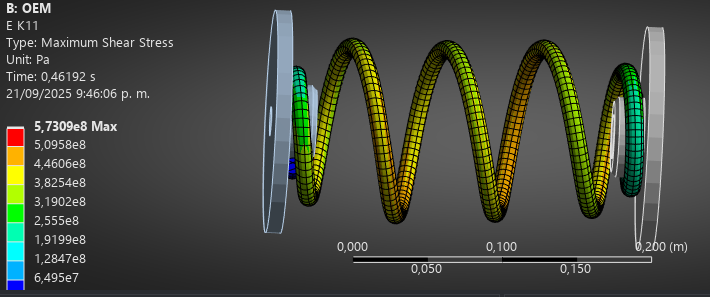 B: OEM
E K11
Type: Maximum Shear Stress
Unit: Pa
Time: 0,46192 s
21/09/2025 9:46:06 p. m.
5,7309e8 Max
5,0958e8
4,4606e8
3,8254e8
3,1902e8
2,555e8
1,9199e8
1,2847e8
6,495e7
0,000 0,100 0,200 (m)
0,050 0,150